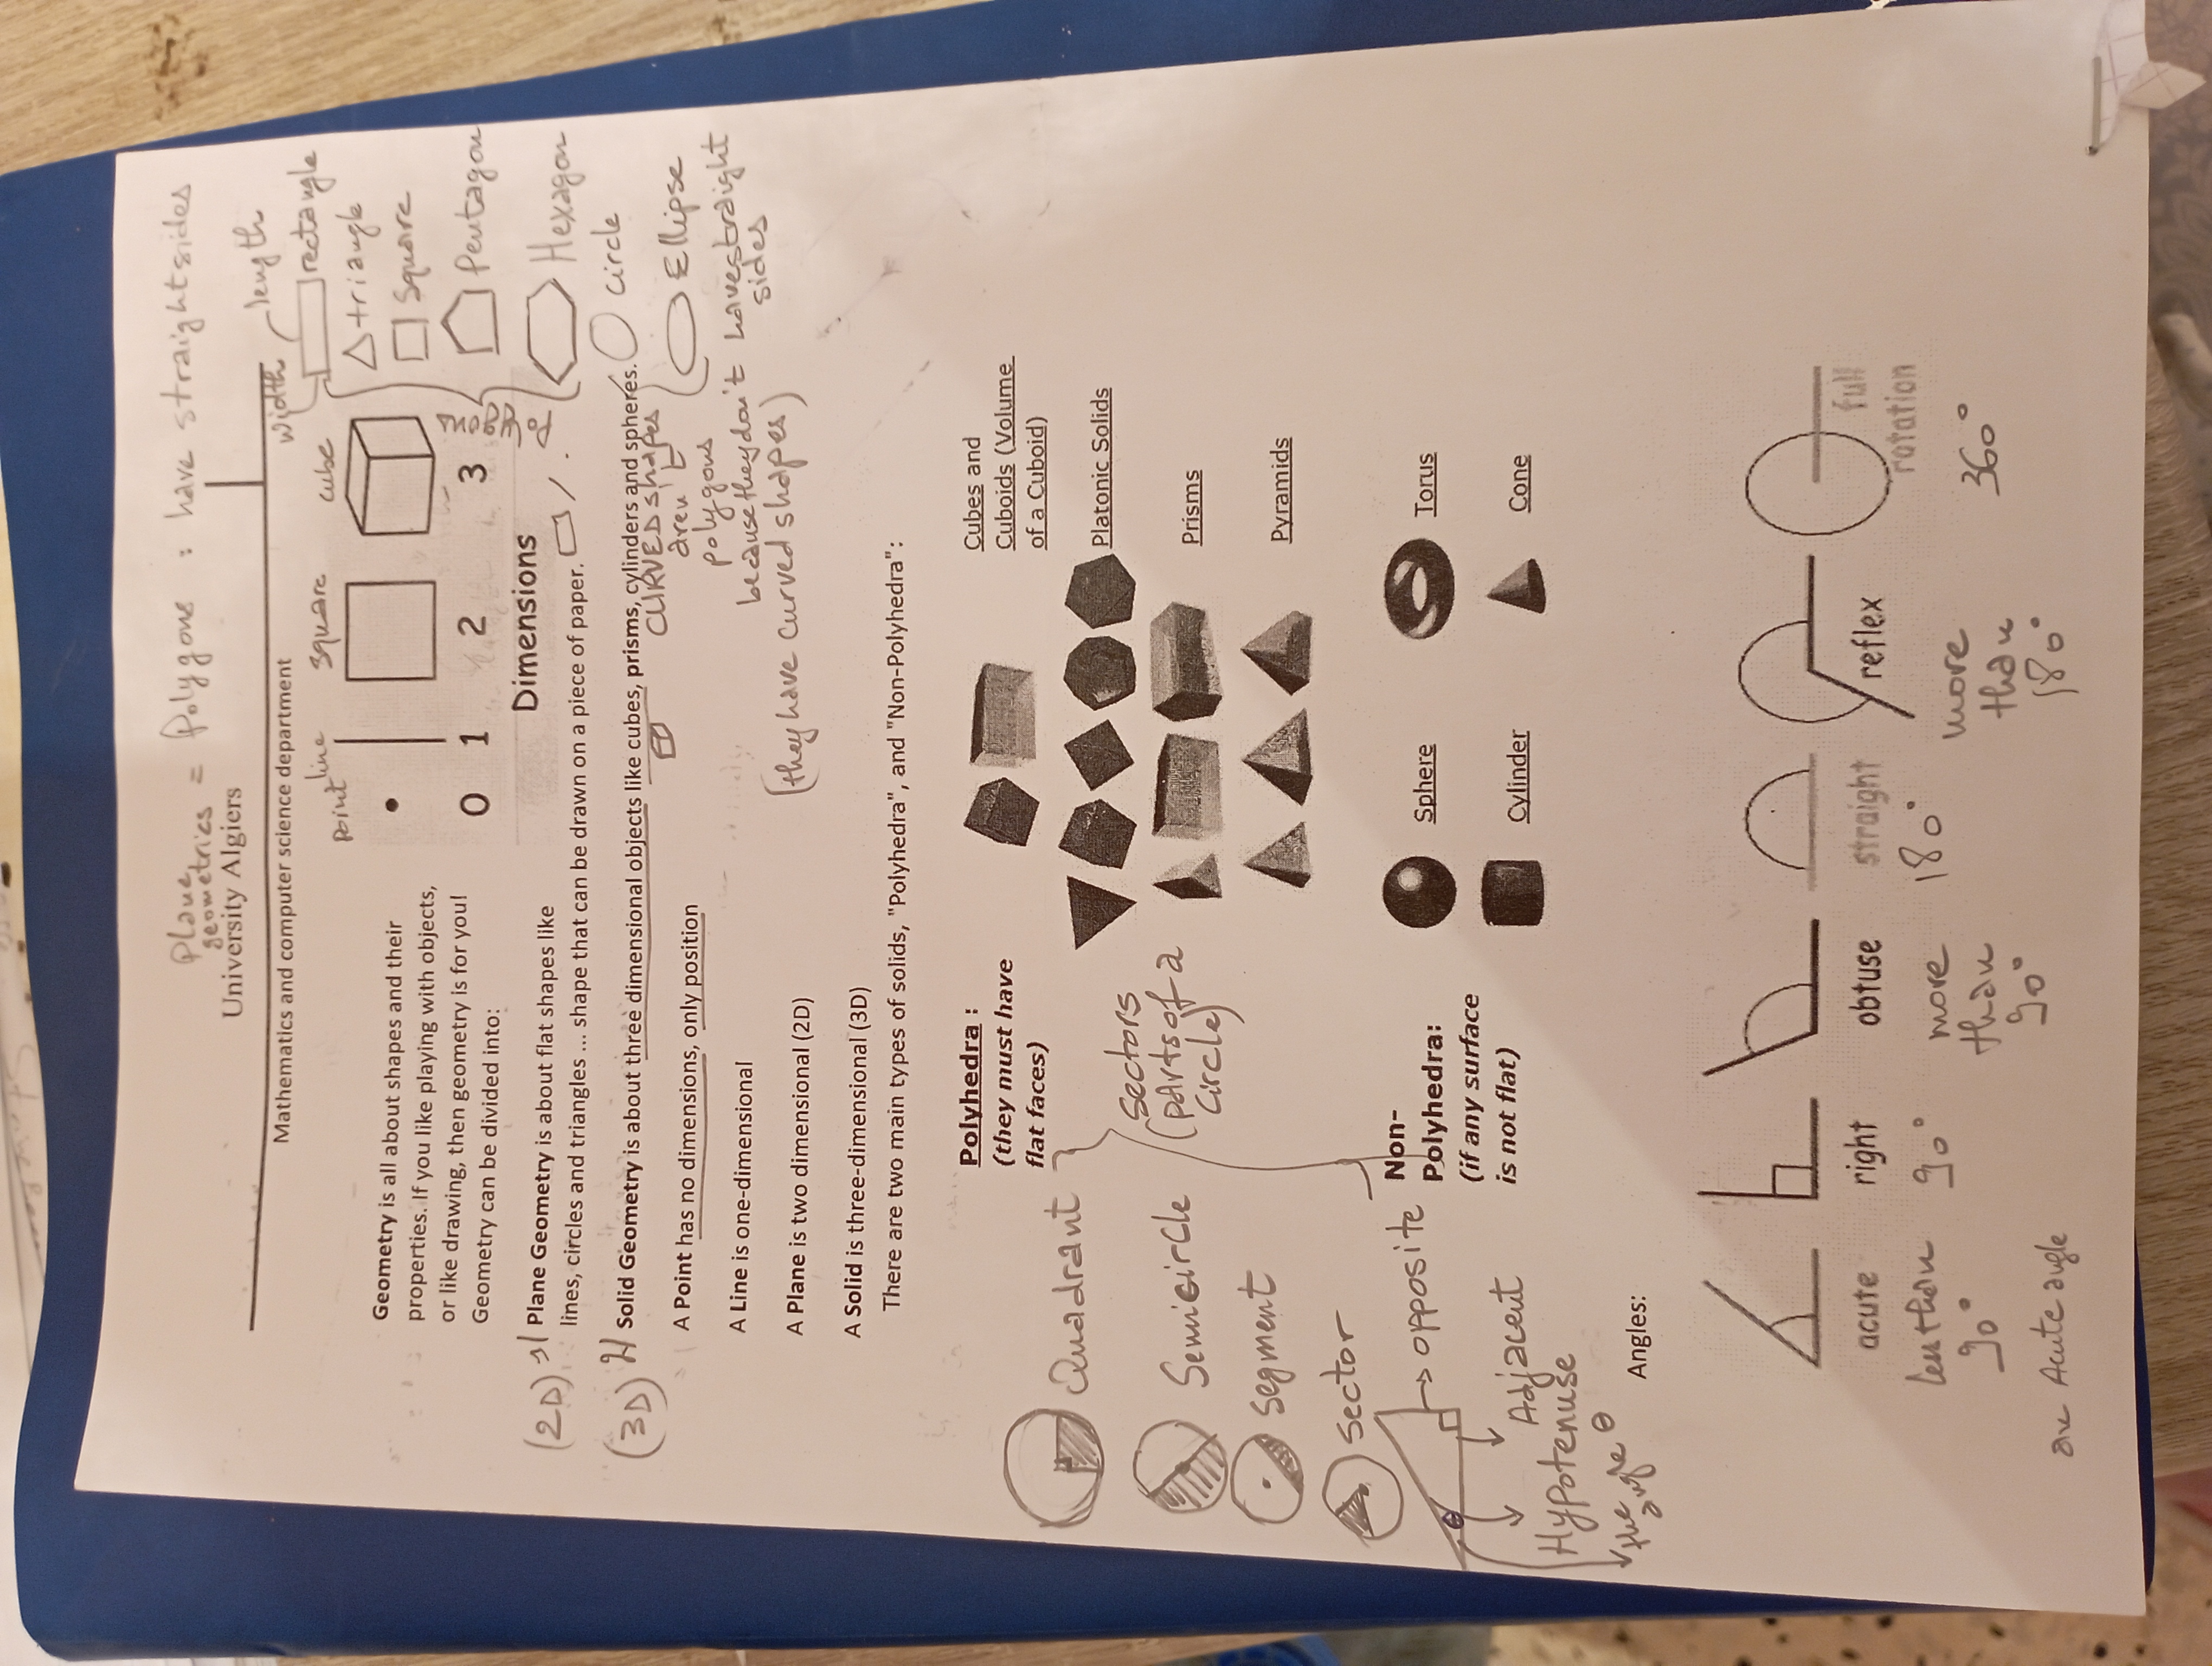 Plane
geometries = Polygone : have straight sides
University Algiers
Mathematics and computer science department
width length
rectangle
triangle
square
Pentagon
Hexagon
circle
Ellipse
point line square cube
0 1 2 3
Dimensions
Geometry is all about shapes and their
properties. If you like playing with objects,
or like drawing, then geometry is for you!
Geometry can be divided into:
(2D) 1/ Plane Geometry is about flat shapes like
lines, circles and triangles ... shape that can be drawn on a piece of paper.
(3D) 2/ Solid Geometry is about three dimensional objects like cubes, prisms, cylinders and spheres.
CURVED shapes
aren't
polygons
because they don't have straight
sides
(they have curved shapes)
A Point has no dimensions, only position
A Line is one-dimensional
A Plane is two dimensional (2D)
A Solid is three-dimensional (3D)
There are two main types of solids, "Polyhedra", and "Non-Polyhedra":
Polyhedra :
(they must have
flat faces)
Cubes and
Cuboids (Volume
of a Cuboid)
Platonic Solids
Prisms
Pyramids
Quadrant
Semicircle
Segment
Sector
Sectors
(parts of a
circle)
Non-
Polyhedra:
(if any surface
is not flat)
Sphere
Torus
Cylinder
Cone
opposite
Adjacent
Hypotenuse
θ
the angle θ
Angles:
acute right obtuse straight reflex full
rotation
less than
90°
90°
more
than
90°
180°
more
than
180°
360°
Acute angle